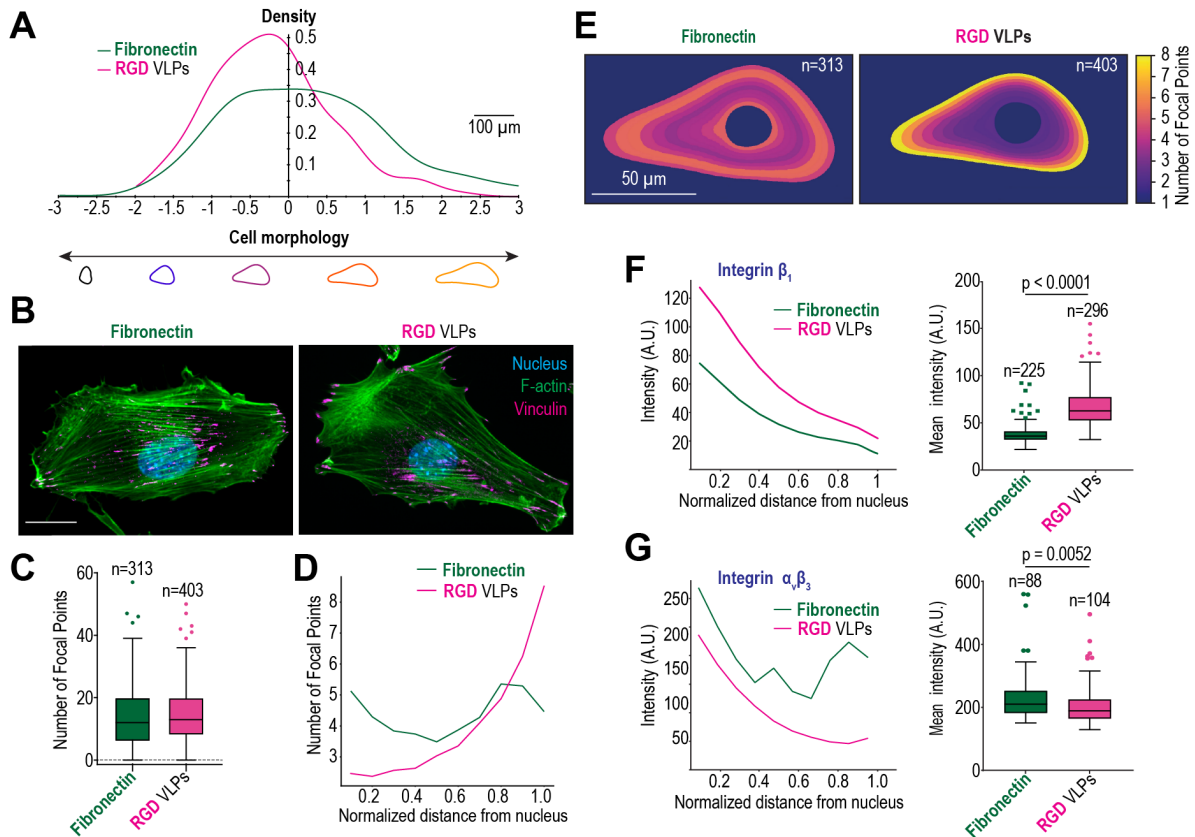 A
Density
Fibronectin
RGD VLPs
0.5
0.4
0.3
0.2
0.1
100 µm
-3 -2.5 -2 -1.5 -1 -0.5 0 0.5 1 1.5 2 2.5 3
Cell morphology
B
Fibronectin
RGD VLPs
Nucleus
F-actin
Vinculin
C
Number of Focal Points
60
40
20
0
n=313
n=403
Fibronectin
RGD VLPs
D
Number of Focal Points
8
7
6
5
4
3
Fibronectin
RGD VLPs
0.2 0.4 0.6 0.8 1.0
Normalized distance from nucleus
E
Fibronectin
RGD VLPs
n=313
n=403
50 µm
8
7
6
5
4
3
2
1
Number of Focal Points
F
Integrin β1
Fibronectin
RGD VLPs
Intensity (A.U.)
120
100
80
60
40
20
0.2 0.4 0.6 0.8 1
Normalized distance from nucleus
Mean intensity (A.U.)
200
150
100
50
0
p < 0.0001
n=296
n=225
Fibronectin
RGD VLPs
G
Integrin αvβ3
Fibronectin
RGD VLPs
Intensity (A.U.)
250
200
150
100
50
0.2 0.4 0.6 0.8 1.0
Normalized distance from nucleus
Mean intensity (A.U.)
600
400
200
0
p = 0.0052
n=88
n=104
Fibronectin
RGD VLPs